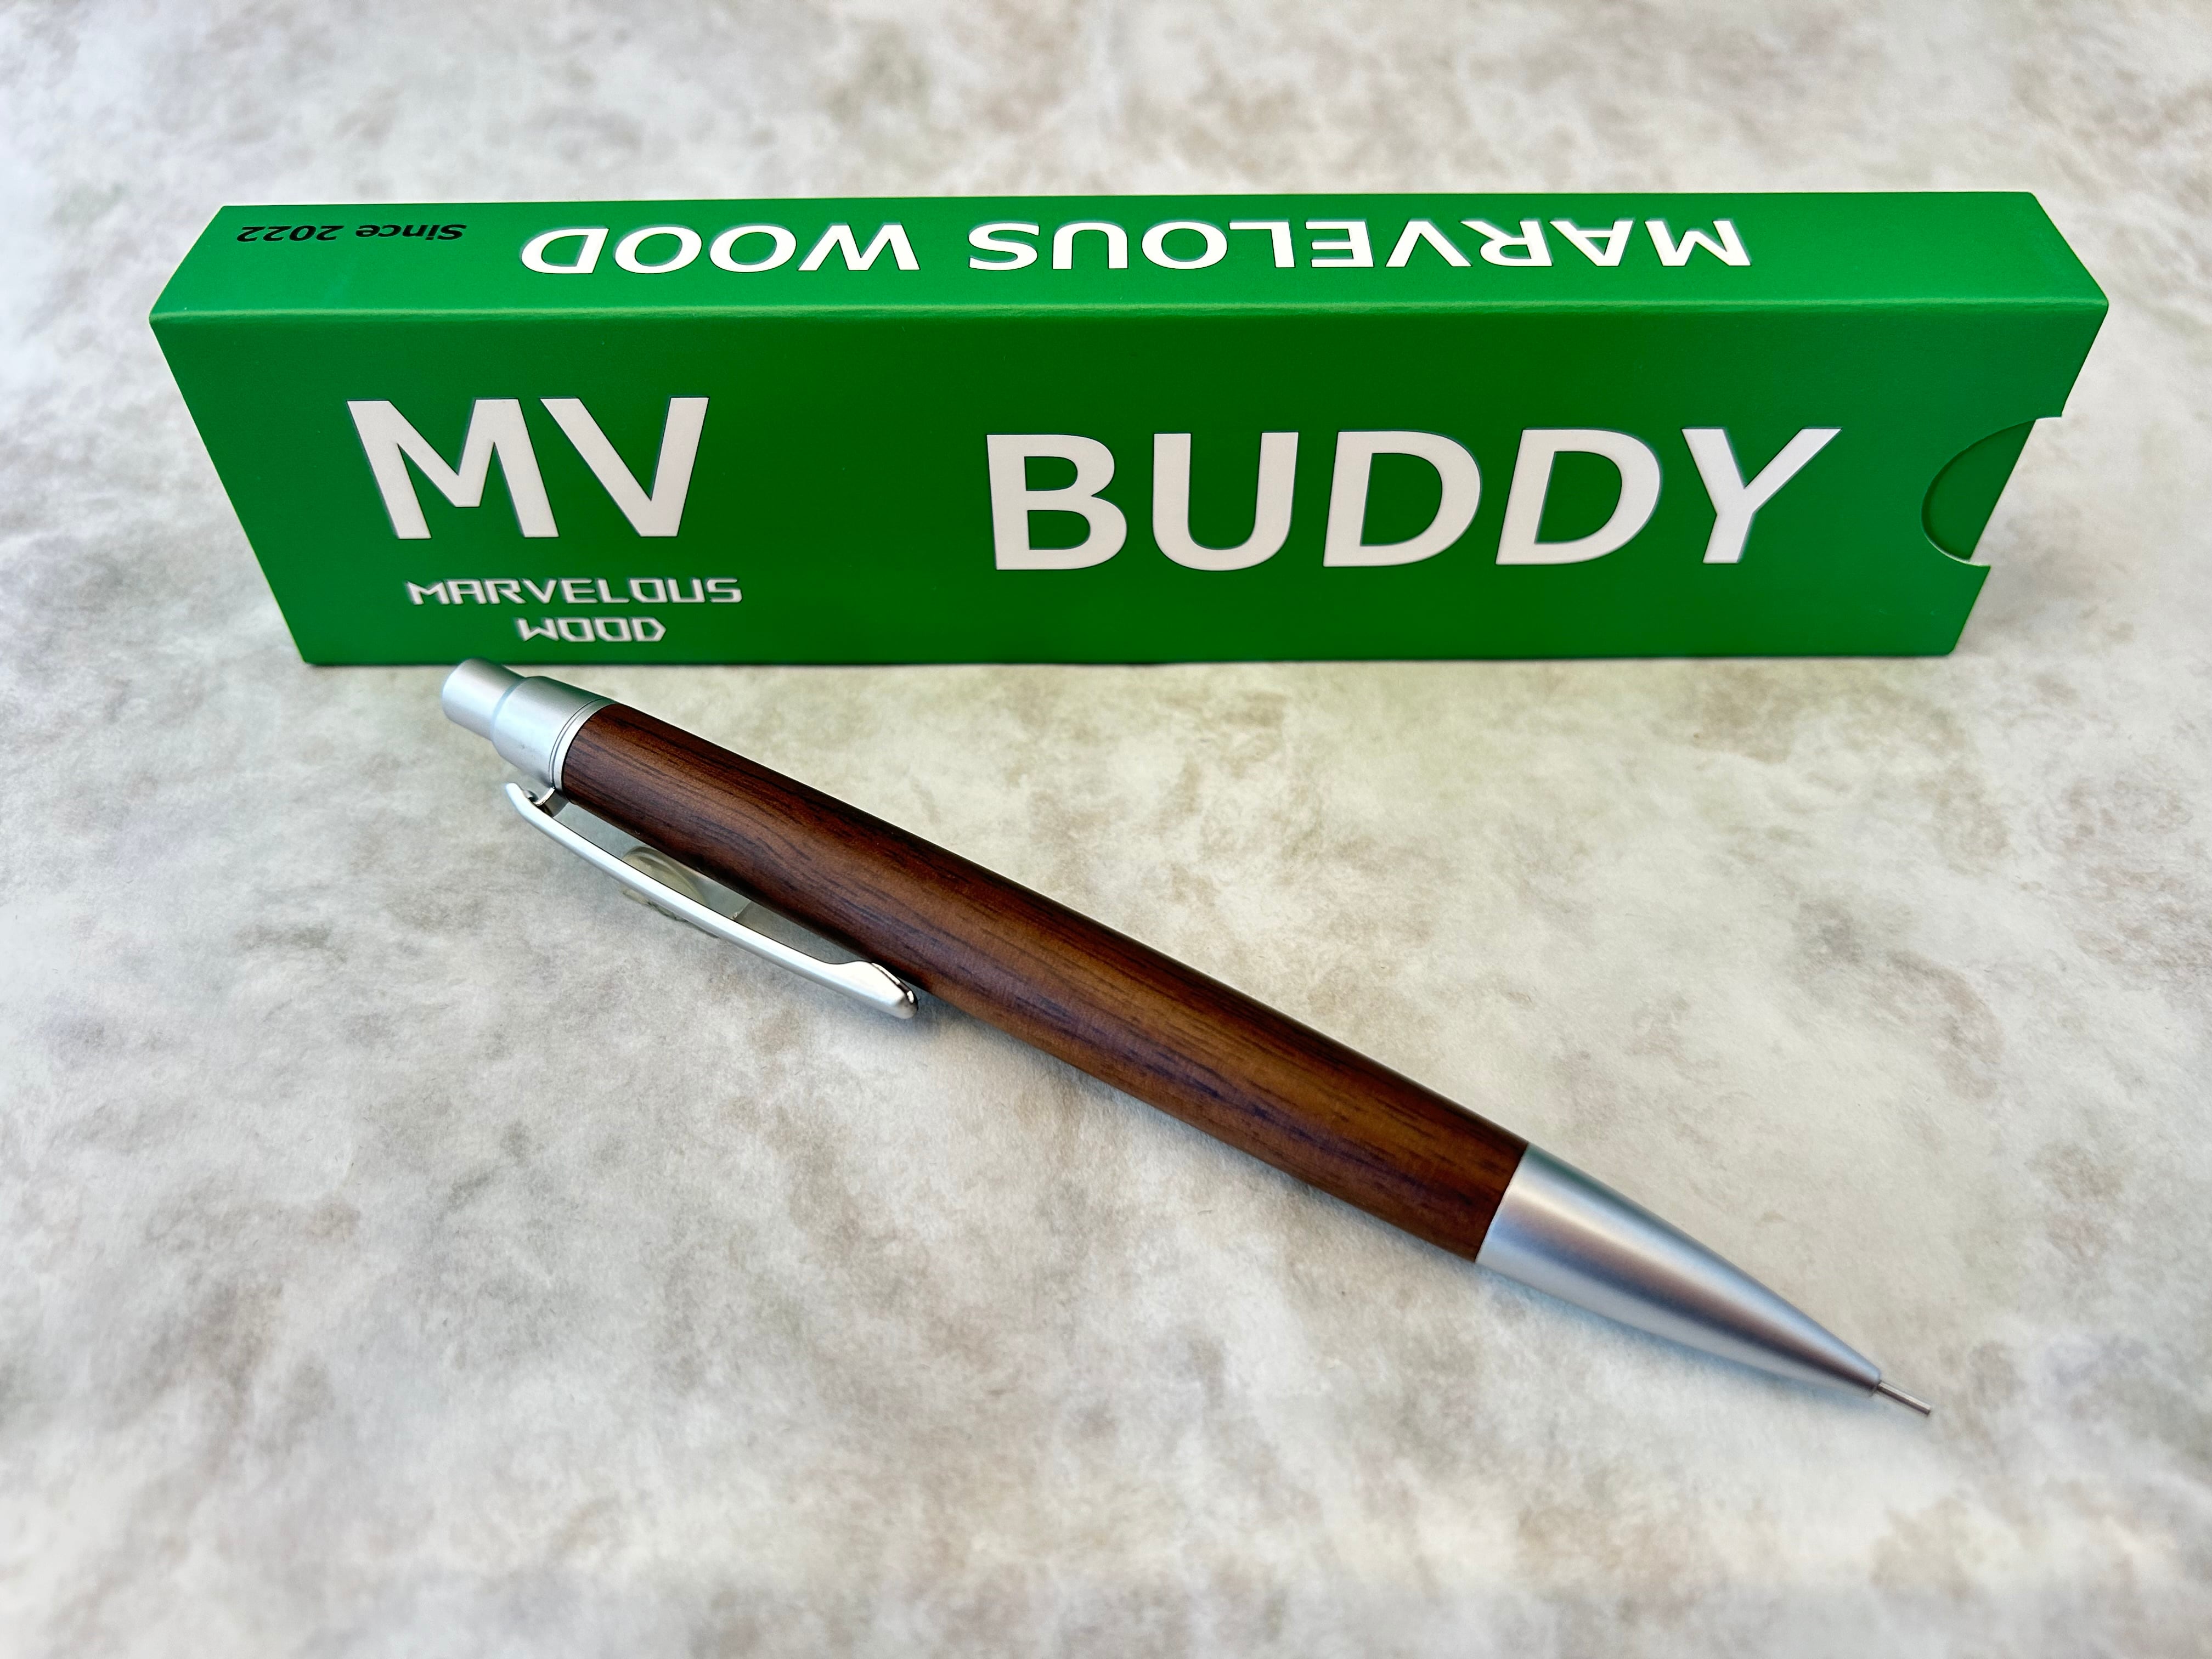 MARVELOUS WOOD Since 2022
MV
MARVELOUS
WOOD
BUDDY